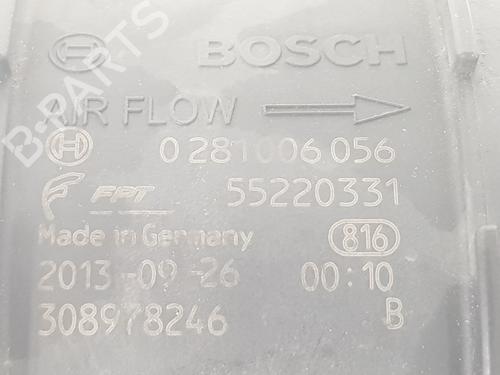 BOSCH
AIR FLOW
0 281 006 056
FPT 55220331
Made in Germany 816
2013-09-26 00:10
308978246 B
B-PARTS